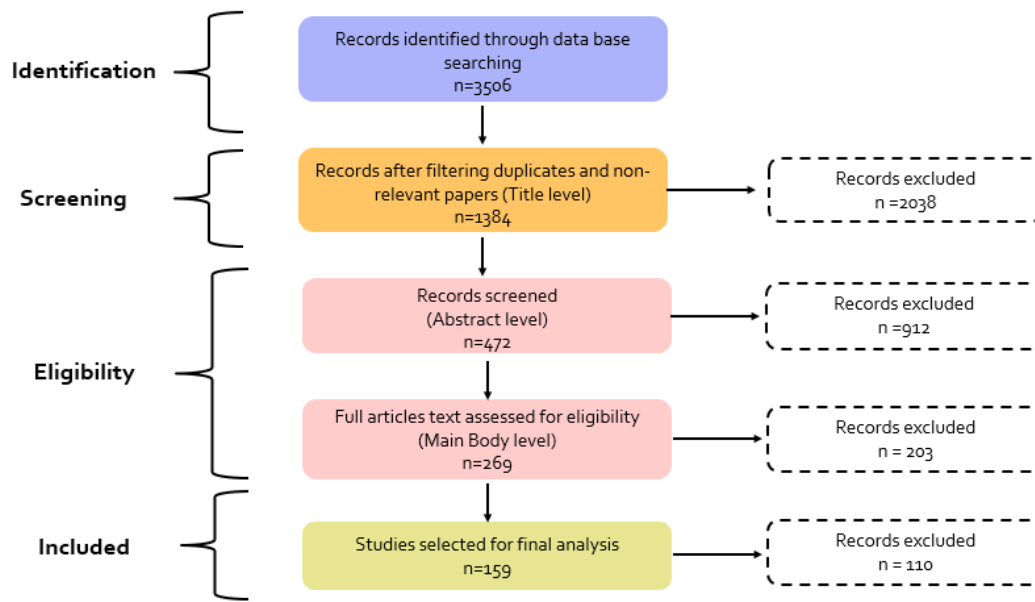 Identification
Records identified through data base
searching
n=3506
Screening
Records after filtering duplicates and non-
relevant papers (Title level)
n=1384
Records excluded
n =2038
Eligibility
Records screened
(Abstract level)
n=472
Records excluded
n =912
Full articles text assessed for eligibility
(Main Body level)
n=269
Records excluded
n = 203
Included
Studies selected for final analysis
n=159
Records excluded
n = 110